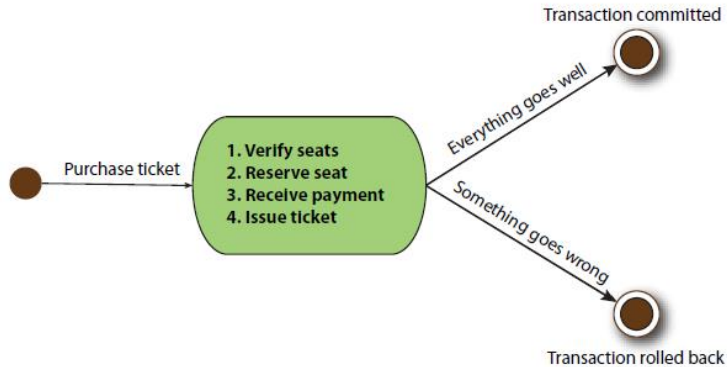 Transaction committed
Everything goes well
Purchase ticket
1. Verify seats
2. Reserve seat
3. Receive payment
4. Issue ticket
Something goes wrong
Transaction rolled back